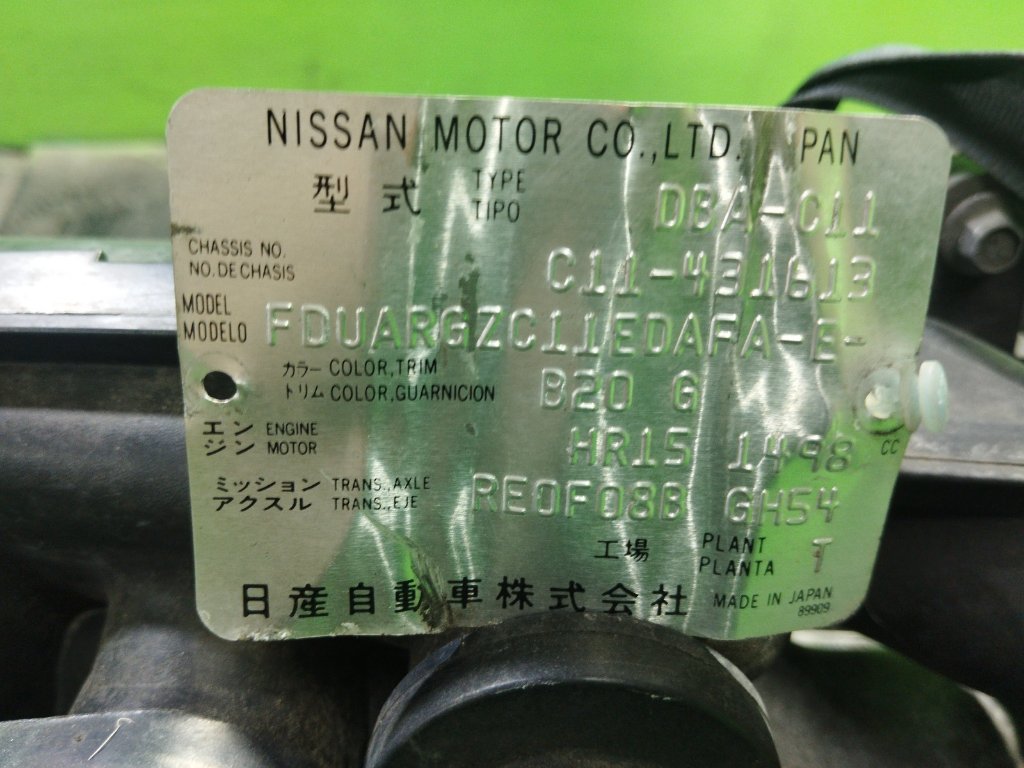 NISSAN MOTOR CO.,LTD. PAN
型式 TYPE TIPO DBA-C11
CHASSIS NO. NO.DE CHASIS C11-431613
MODEL MODELO FDUARGZC11EDAFA-E-
カラー COLOR,TRIM
トリム COLOR,GUARNICION B20 G
エン ENGINE
ジン MOTOR HR15 1498 CC
ミッション TRANS.,AXLE
アクスル TRANS.,EJE RE0F08B GH54
工場 PLANT PLANTA T
日産自動車株式会社 MADE IN JAPAN
89909